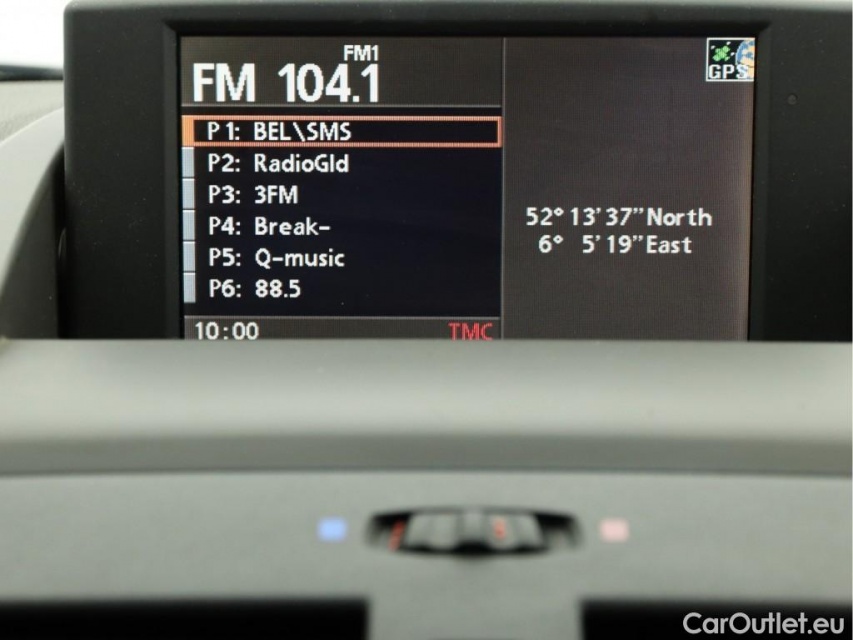 FM1
FM 104.1
GPS
P1: BEL\SMS
P2: RadioGld
P3: 3FM
P4: Break-
P5: Q-music
P6: 88.5
52° 13'37"North
6° 5'19"East
10:00
TMC
CarOutlet.eu